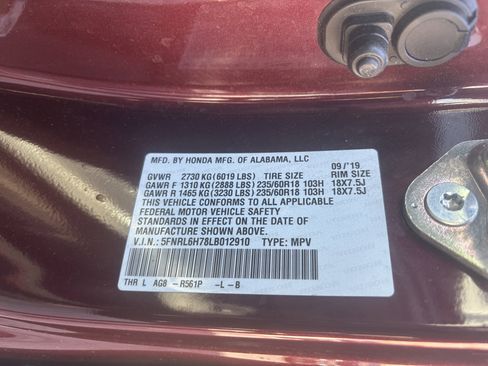 MFD. BY HONDA MFG. OF ALABAMA, LLC
09/'19
GVWR 2730 KG (6019 LBS) TIRE SIZE RIM SIZE
GAWR F 1310 KG (2888 LBS) 235/60R18 103H 18X7.5J
GAWR R 1465 KG (3230 LBS) 235/60R18 103H 18X7.5J
THIS VEHICLE CONFORMS TO ALL APPLICABLE
FEDERAL MOTOR VEHICLE SAFETY
STANDARDS IN EFFECT ON THE DATE OF
MANUFACTURE SHOWN ABOVE.
V.I.N.: 5FNRL6H78LB012910 TYPE: MPV
THR L AG8 -R561P -L-B